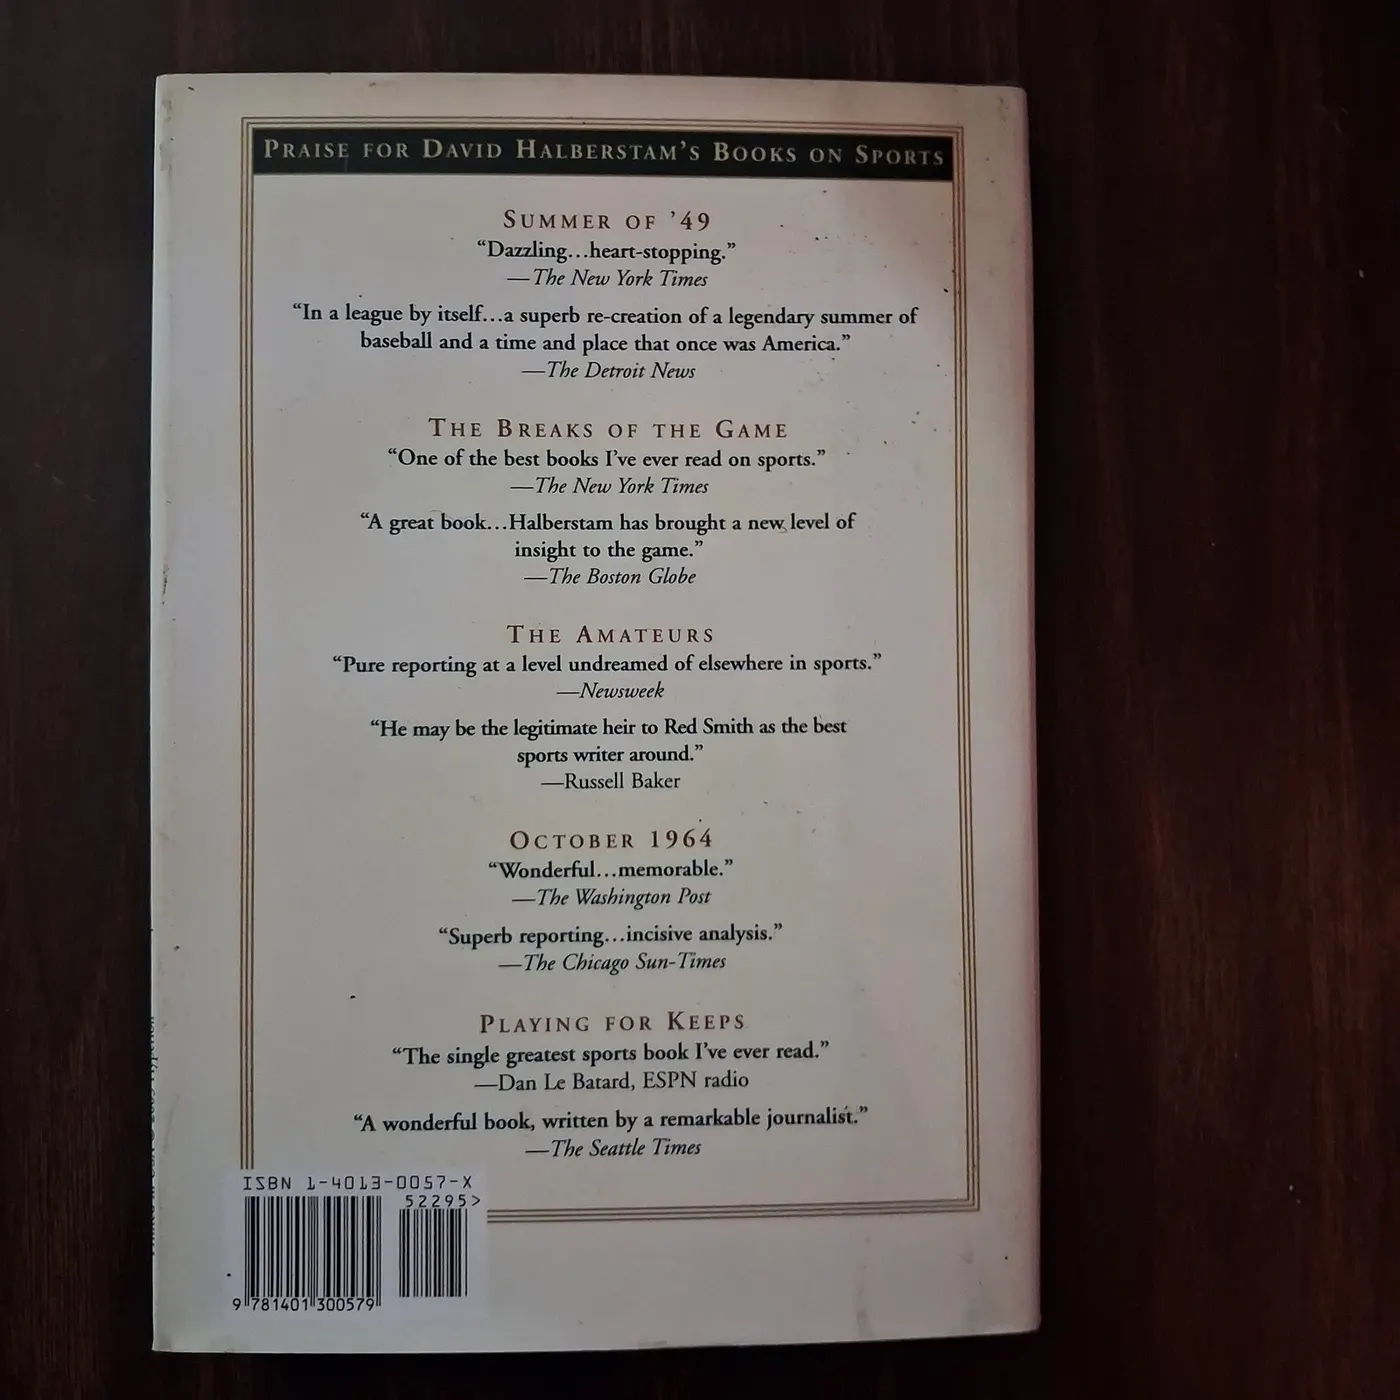 PRAISE FOR DAVID HALBERSTAM'S BOOKS ON SPORTS
SUMMER OF ’49
“Dazzling...heart-stopping.”
—The New York Times
“In a league by itself...a superb re-creation of a legendary summer of
baseball and a time and place that once was America.”
—The Detroit News
THE BREAKS OF THE GAME
“One of the best books I’ve ever read on sports.”
—The New York Times
“A great book...Halberstam has brought a new level of
insight to the game.”
—The Boston Globe
THE AMATEURS
“Pure reporting at a level undreamed of elsewhere in sports.”
—Newsweek
“He may be the legitimate heir to Red Smith as the best
sports writer around.”
—Russell Baker
OCTOBER 1964
“Wonderful...memorable.”
—The Washington Post
“Superb reporting...incisive analysis.”
—The Chicago Sun-Times
PLAYING FOR KEEPS
“The single greatest sports book I’ve ever read.”
—Dan Le Batard, ESPN radio
“A wonderful book, written by a remarkable journalist.”
—The Seattle Times
ISBN 1-4013-0057-X
52295>
9 781401 300579